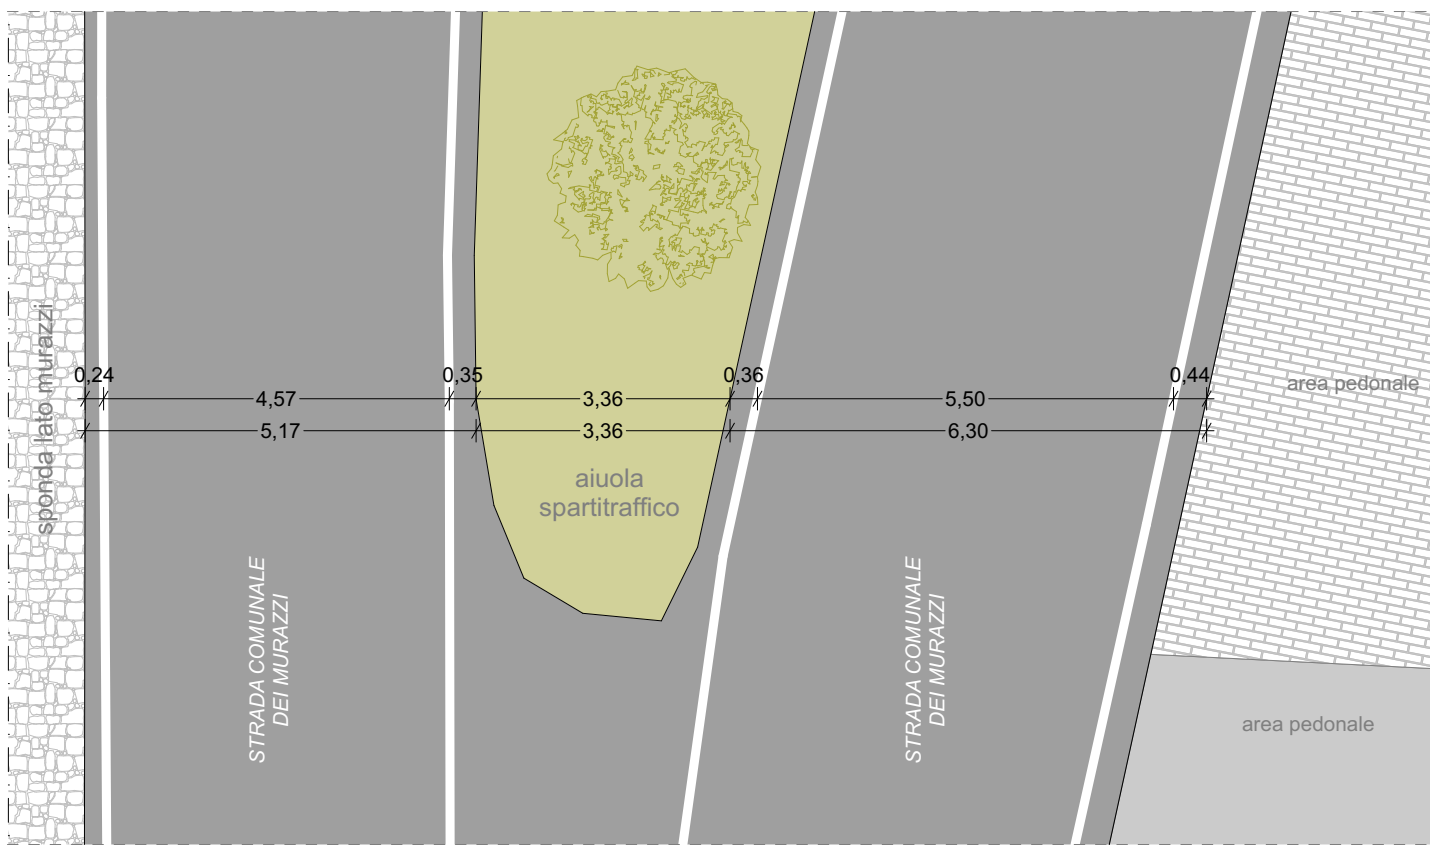 sponda lato murazzi
0,24
0,35
0,36
0,44
4,57
3,36
5,50
area pedonale
5,17
3,36
6,30
aiuola
spartitraffico
STRADA COMUNALE
DEI MURAZZI
STRADA COMUNALE
DEI MURAZZI
area pedonale